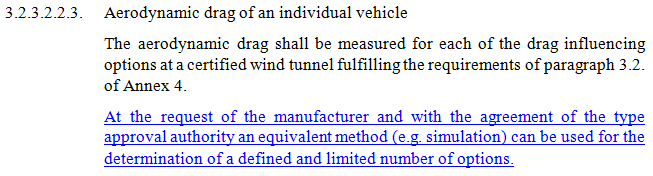 3.2.3.2.2.3. Aerodynamic drag of an individual vehicle
The aerodynamic drag shall be measured for each of the drag influencing
options at a certified wind tunnel fulfilling the requirements of paragraph 3.2.
of Annex 4.
At the request of the manufacturer and with the agreement of the type
approval authority an equivalent method (e.g. simulation) can be used for the
determination of a defined and limited number of options.